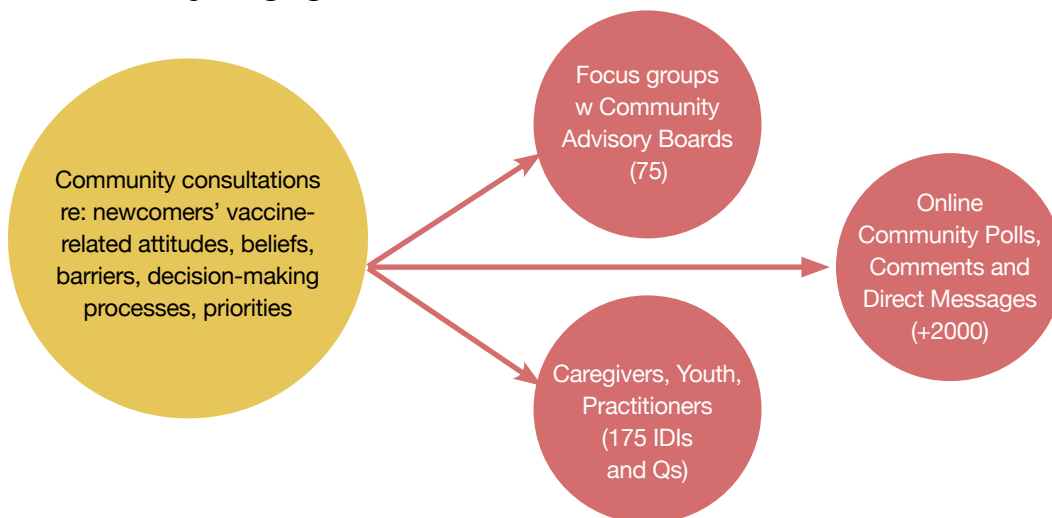 Community consultations
re: newcomers’ vaccine-
related attitudes, beliefs,
barriers, decision-making
processes, priorities
Focus groups
w Community
Advisory Boards
(75)
Online
Community Polls,
Comments and
Direct Messages
(+2000)
Caregivers, Youth,
Practitioners
(175 IDIs
and Qs)